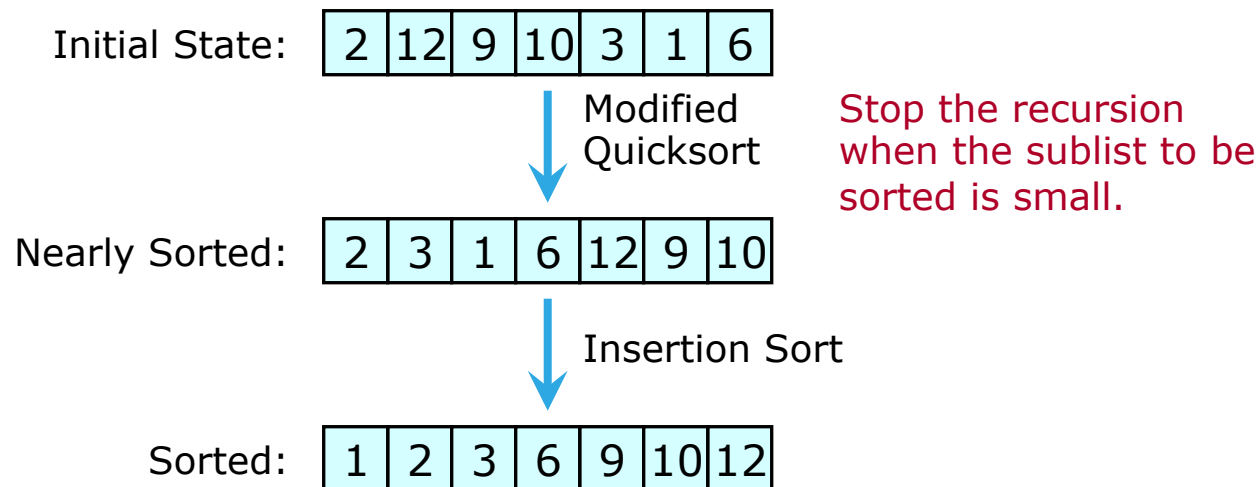 Initial State: 2 12 9 10 3 1 6
Modified
Quicksort
Stop the recursion
when the sublist to be
sorted is small.
Nearly Sorted: 2 3 1 6 12 9 10
Insertion Sort
Sorted: 1 2 3 6 9 10 12